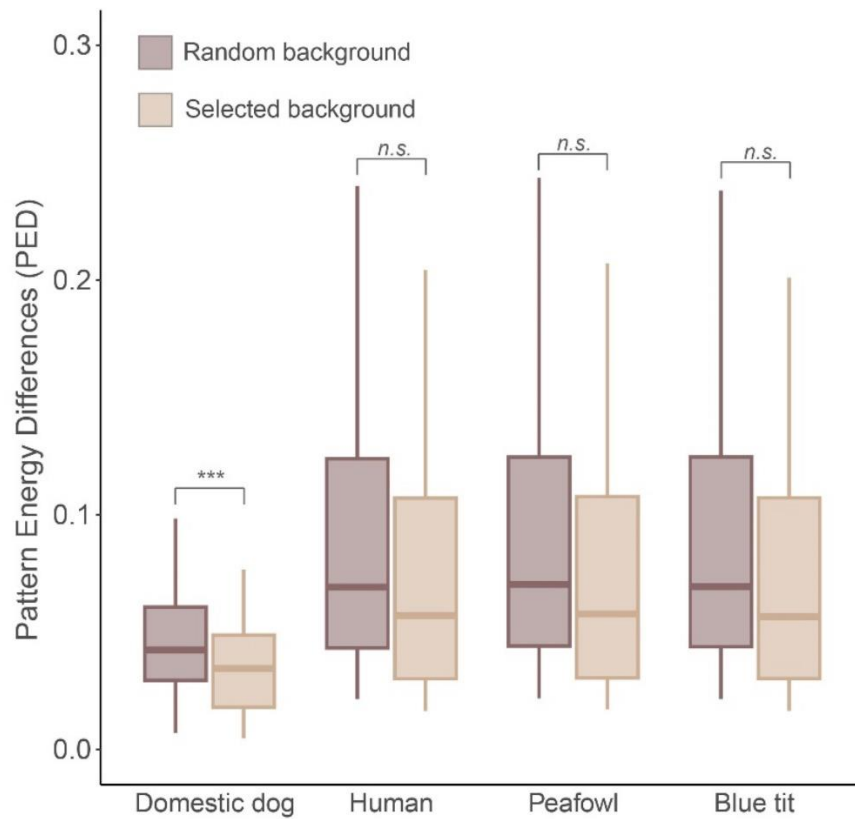 Pattern Energy Differences (PED)
0.3
0.2
0.1
0.0
Random background
Selected background
***
n.s.
n.s.
n.s.
Domestic dog
Human
Peafowl
Blue tit